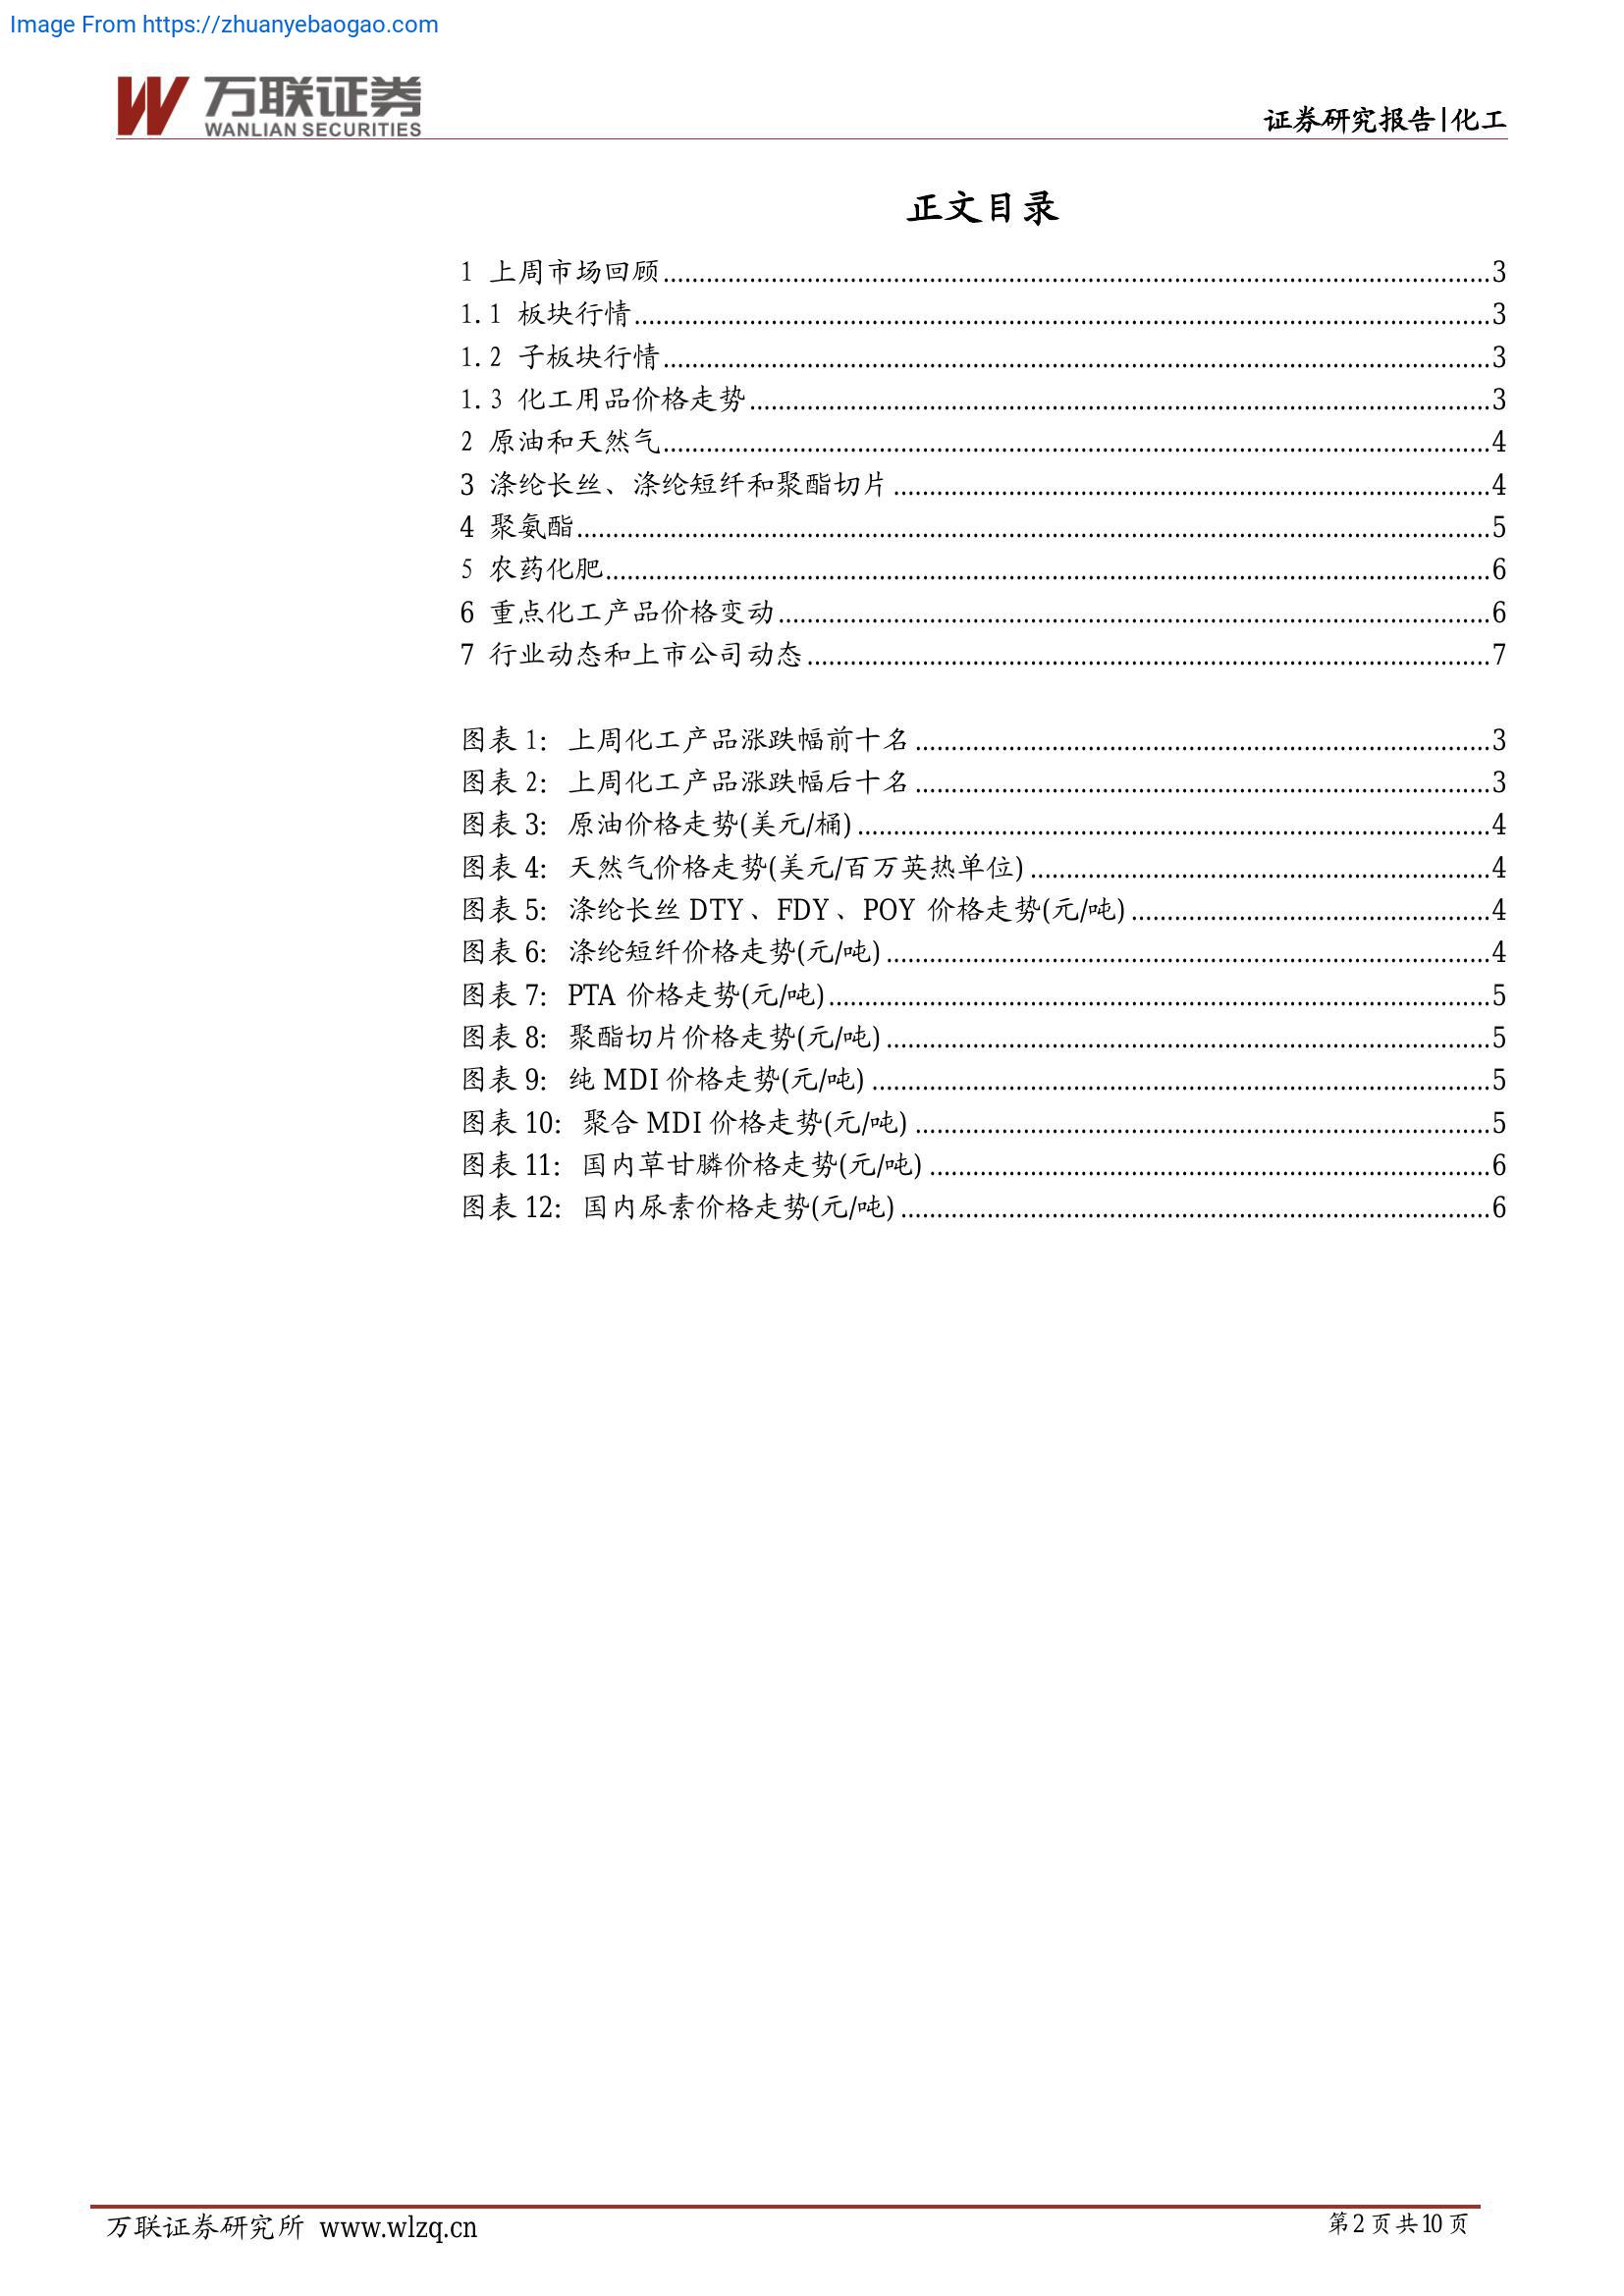 Image From https://zhuanyebaogao.com
万联证券
WANLIAN SECURITIES
证券研究报告|化工
正文目录
1 上周市场回顾........................3
1.1 板块行情........................3
1.2 子板块行情........................3
1.3 化工用品价格走势........................3
2 原油和天然气........................4
3 涤纶长丝、涤纶短纤和聚酯切片........................4
4 聚氨酯........................5
5 农药化肥........................6
6 重点化工产品价格变动........................6
7 行业动态和上市公司动态........................7
图表 1: 上周化工产品涨跌幅前十名........................3
图表 2: 上周化工产品涨跌幅后十名........................3
图表 3: 原油价格走势(美元/桶)........................4
图表 4: 天然气价格走势(美元/百万英热单位)........................4
图表 5: 涤纶长丝 DTY、FDY、POY 价格走势(元/吨)........................4
图表 6: 涤纶短纤价格走势(元/吨)........................4
图表 7: PTA 价格走势(元/吨)........................5
图表 8: 聚酯切片价格走势(元/吨)........................5
图表 9: 纯 MDI 价格走势(元/吨)........................5
图表 10: 聚合 MDI 价格走势(元/吨)........................5
图表 11: 国内草甘膦价格走势(元/吨)........................6
图表 12: 国内尿素价格走势(元/吨)........................6
万联证券研究所 www.wlzq.cn
第 2 页 共 10 页